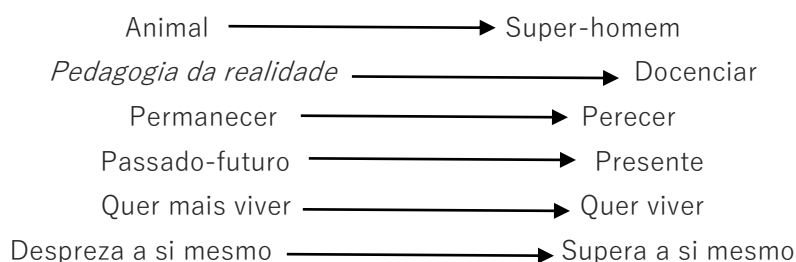 Animal Super-homem
Pedagogia da realidade Docenciar
Permanecer Perecer
Passado-futuro Presente
Quer mais viver Quer viver
Despreza a si mesmo Supera a si mesmo